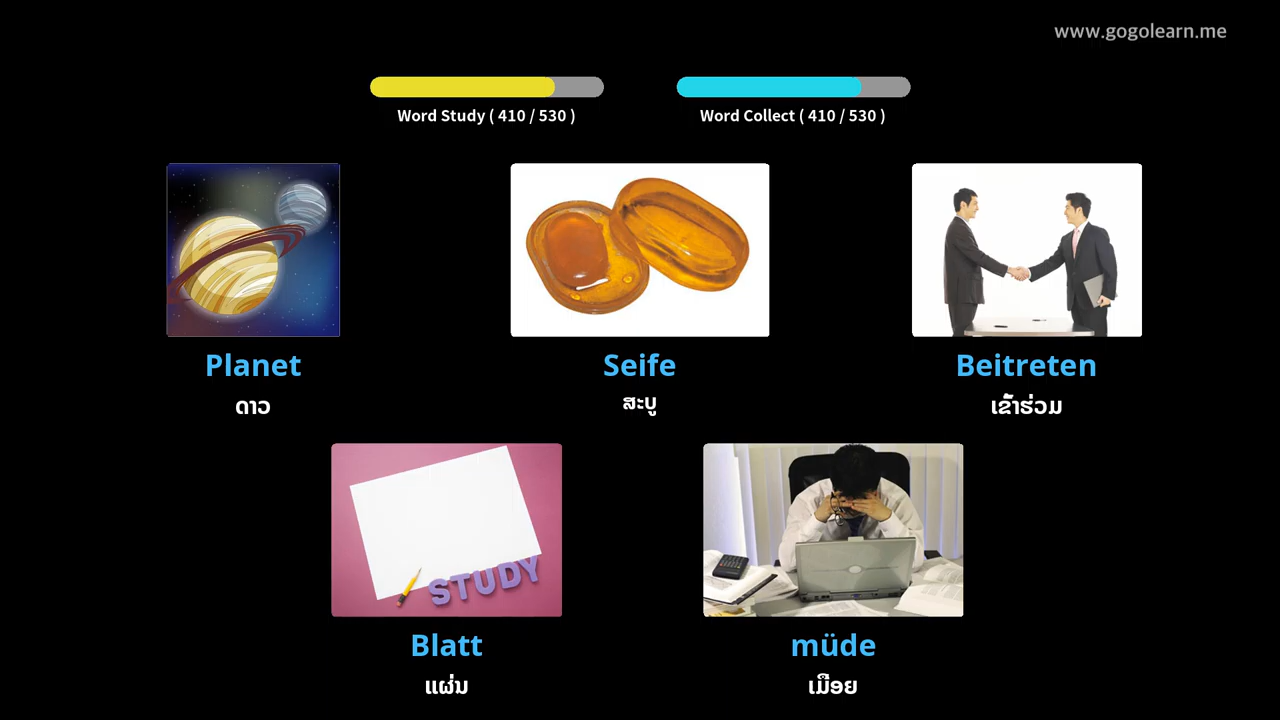 www.gogolearn.me
Word Study ( 410 / 530 )
Word Collect ( 410 / 530 )
Planet
ດາວ
Seife
ສະບູ
Beitreten
ເຂົ້າຮ່ວມ
STUDY
Blatt
ແຜ່ນ
müde
ເມື່ອຍ